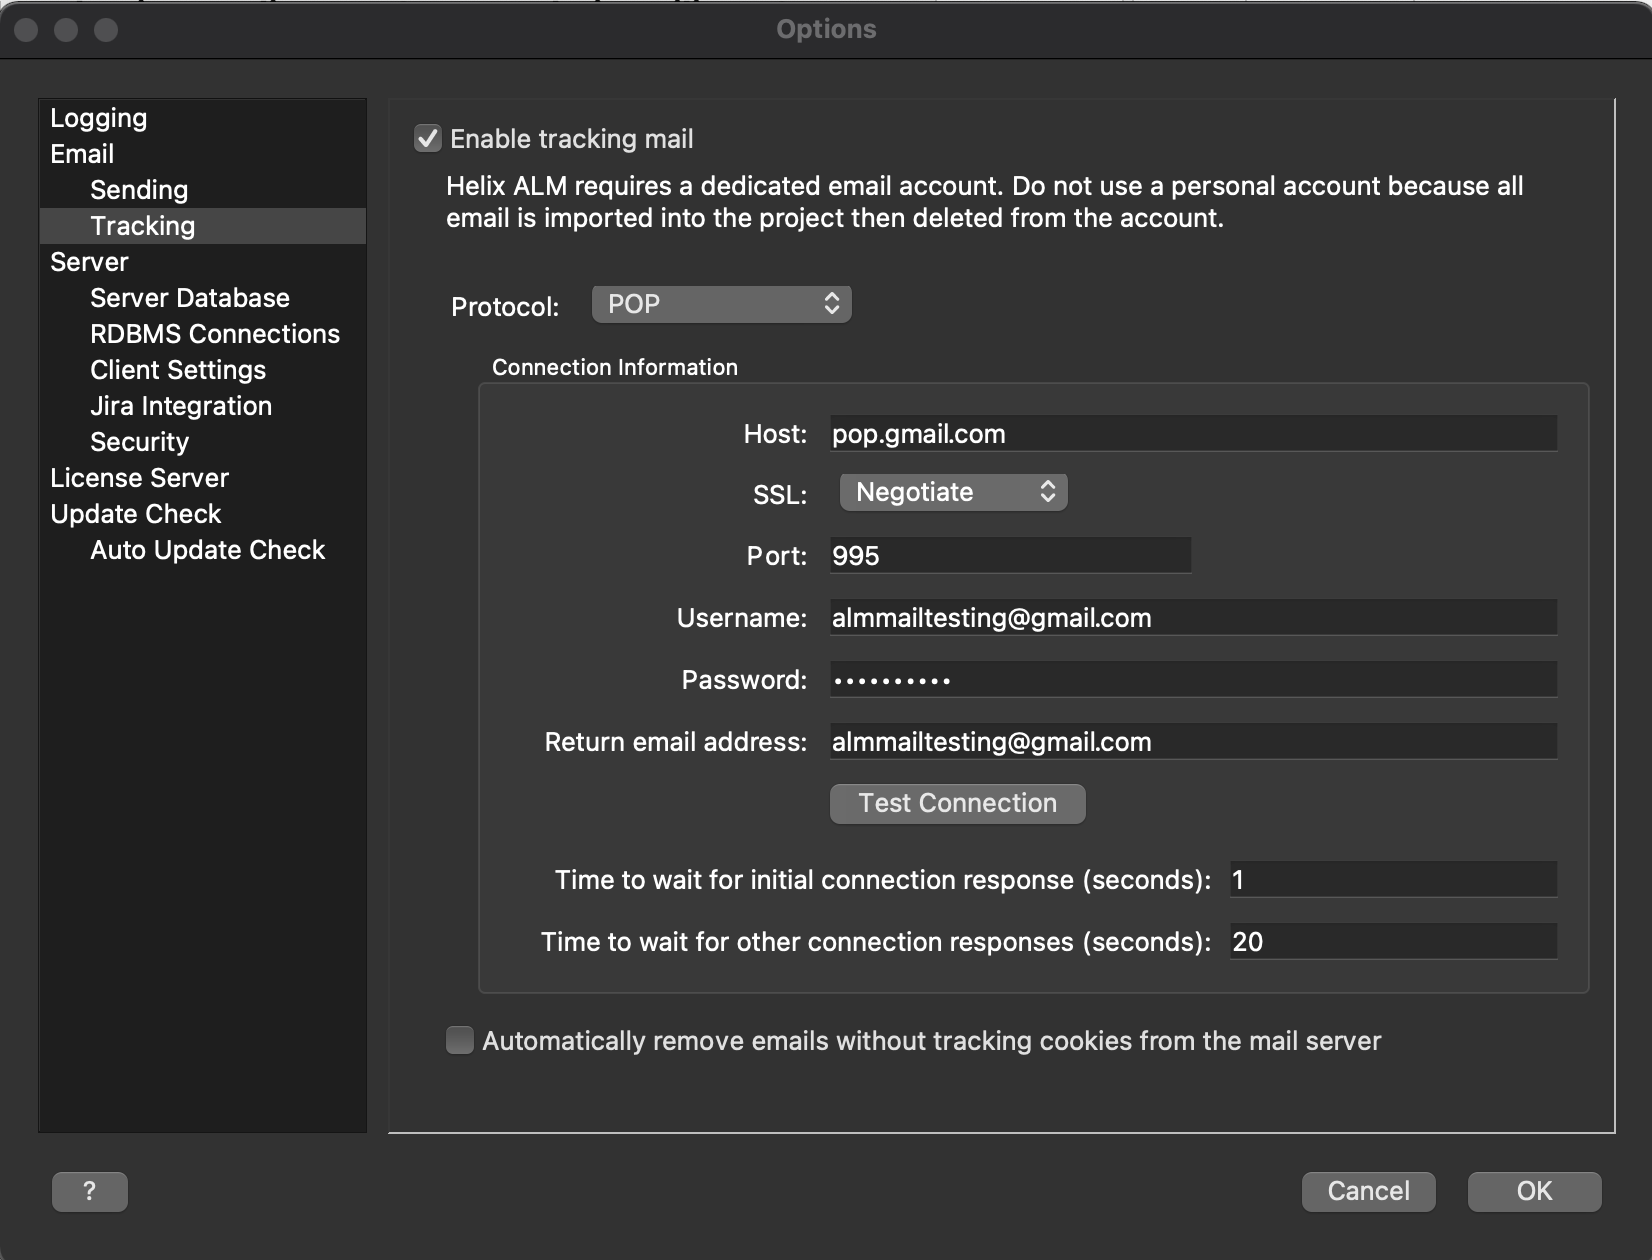 Options
Logging
Email
Sending
Tracking
Server
Server Database
RDBMS Connections
Client Settings
Jira Integration
Security
License Server
Update Check
Auto Update Check
Enable tracking mail
Helix ALM requires a dedicated email account. Do not use a personal account because all
email is imported into the project then deleted from the account.
Protocol: POP
Connection Information
Host: pop.gmail.com
SSL: Negotiate
Port: 995
Username: almmailtesting@gmail.com
Password: ••••••••••
Return email address: almmailtesting@gmail.com
Test Connection
Time to wait for initial connection response (seconds): 1
Time to wait for other connection responses (seconds): 20
Automatically remove emails without tracking cookies from the mail server
? Cancel OK